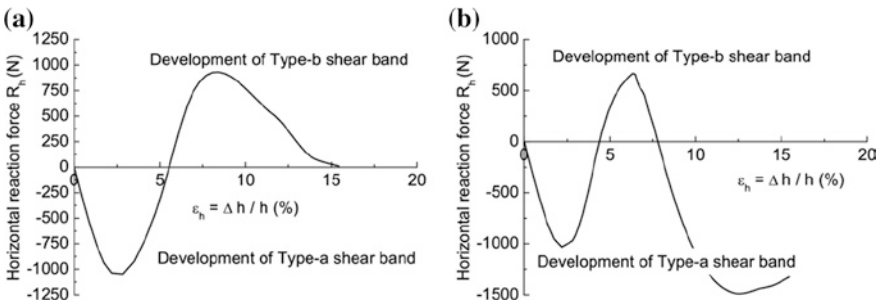 (a)
Horizontal reaction force R_h (N)
1250
1000
750
500
250
0
-250
-500
-750
-1000
-1250
Development of Type-b shear band
0
5
10
15
20
ε_h = Δ h / h (%)
Development of Type-a shear band
(b)
Horizontal reaction force R_h (N)
1000
500
0
-500
-1000
-1500
Development of Type-b shear band
0
5
10
15
20
ε_h = Δ h / h (%)
Development of Type-a shear band